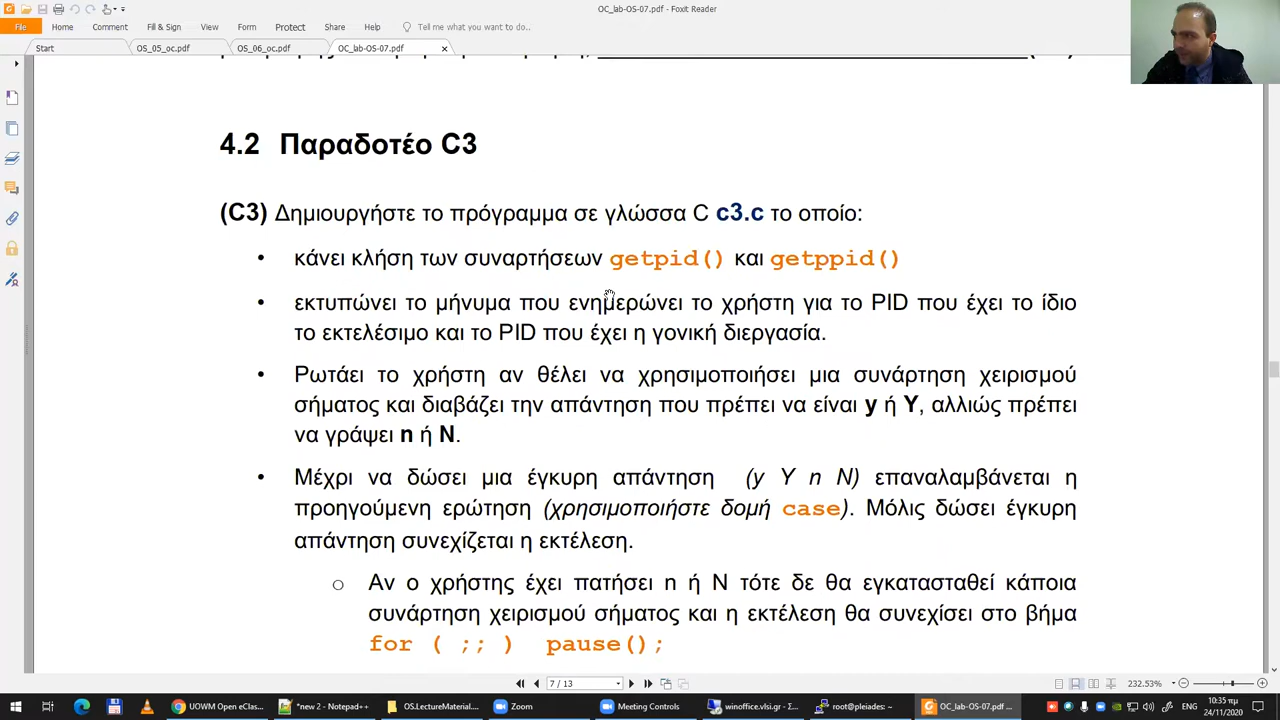 OC_lab-OS-07.pdf - Foxit Reader
File Home Comment Fill & Sign View Form Protect Share Help Tell me what you want to do...
Start OS_05_oc.pdf OS_06_oc.pdf OC_lab-OS-07.pdf
4.2 Παραδοτέο C3
(C3) Δημιουργήστε το πρόγραμμα σε γλώσσα C c3.c το οποίο:
• κάνει κλήση των συναρτήσεων getpid() και getppid()
• εκτυπώνει το μήνυμα που ενημερώνει το χρήστη για το PID που έχει το ίδιο
το εκτελέσιμο και το PID που έχει η γονική διεργασία.
• Ρωτάει το χρήστη αν θέλει να χρησιμοποιήσει μια συνάρτηση χειρισμού
σήματος και διαβάζει την απάντηση που πρέπει να είναι y ή Y, αλλιώς πρέπει
να γράψει n ή N.
• Μέχρι να δώσει μια έγκυρη απάντηση (y Y n N) επαναλαμβάνεται η
προηγούμενη ερώτηση (χρησιμοποιήστε δομή case). Μόλις δώσει έγκυρη
απάντηση συνεχίζεται η εκτέλεση.
o Αν ο χρήστης έχει πατήσει n ή N τότε δε θα εγκατασταθεί κάποια
συνάρτηση χειρισμού σήματος και η εκτέλεση θα συνεχίσει στο βήμα
for ( ;; ) pause();
7 / 13 232.53%
UOWM Open eClas... *new 2 - Notepad++ OS.LectureMaterial... Zoom Meeting Controls winoffice.vlsi.gr - Σ... root@pleiades: ~ OC_lab-OS-07.pdf ... 10:35 πμ
24/11/2020